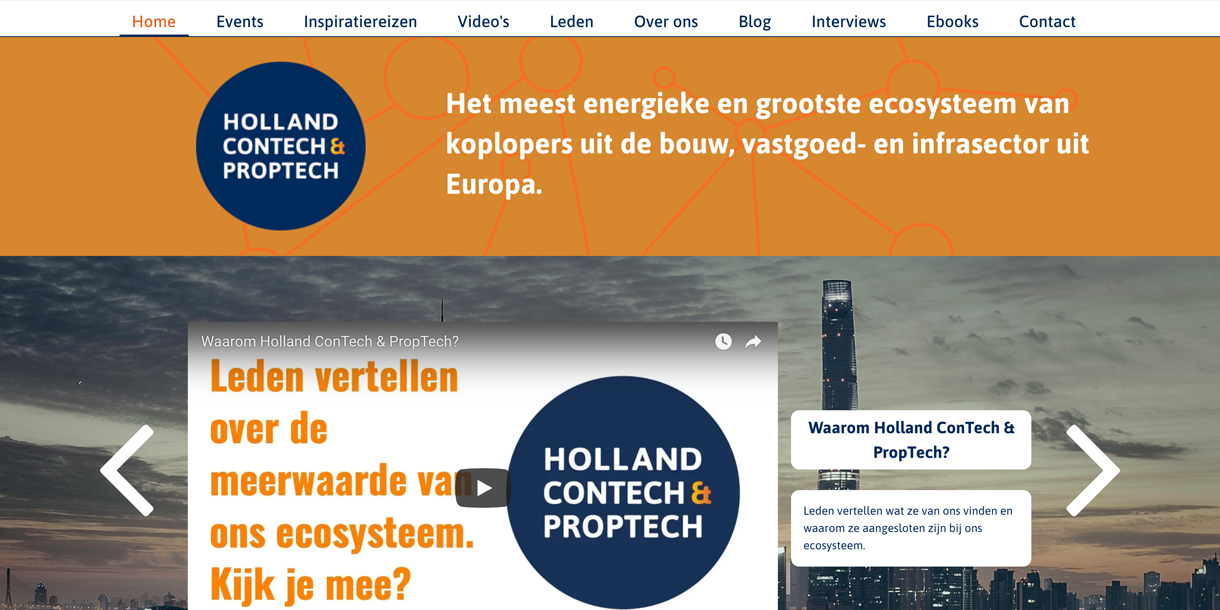 Home Events Inspiratiereizen Video's Leden Over ons Blog Interviews Ebooks Contact
HOLLAND
CONTECH &
PROPTECH
Het meest energieke en grootste ecosysteem van
koplopers uit de bouw, vastgoed- en infrasector uit
Europa.
Waarom Holland ConTech & PropTech?
Leden vertellen
over de
meerwaarde van
ons ecosysteem.
Kijk je mee?
HOLLAND
CONTECH &
PROPTECH
Waarom Holland ConTech &
PropTech?
Leden vertellen wat ze van ons vinden en
waarom ze aangesloten zijn bij ons
ecosysteem.